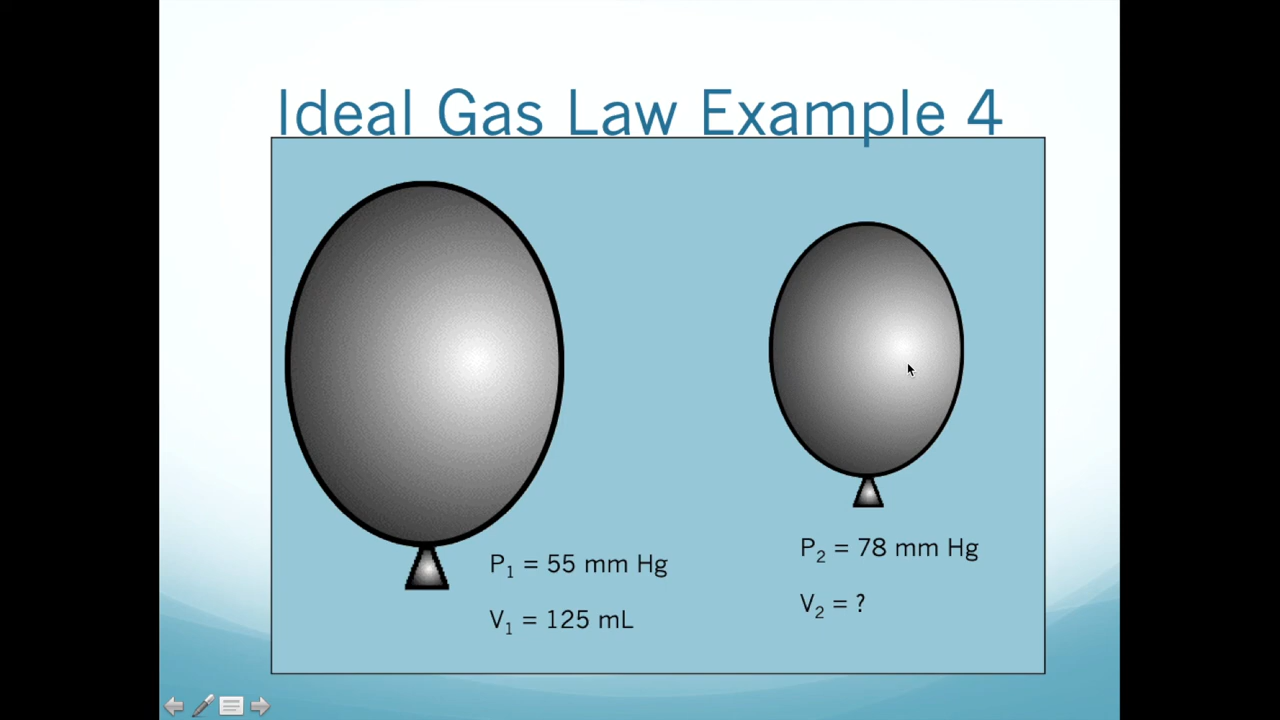 Ideal Gas Law Example 4
P₁ = 55 mm Hg
V₁ = 125 mL
P₂ = 78 mm Hg
V₂ = ?